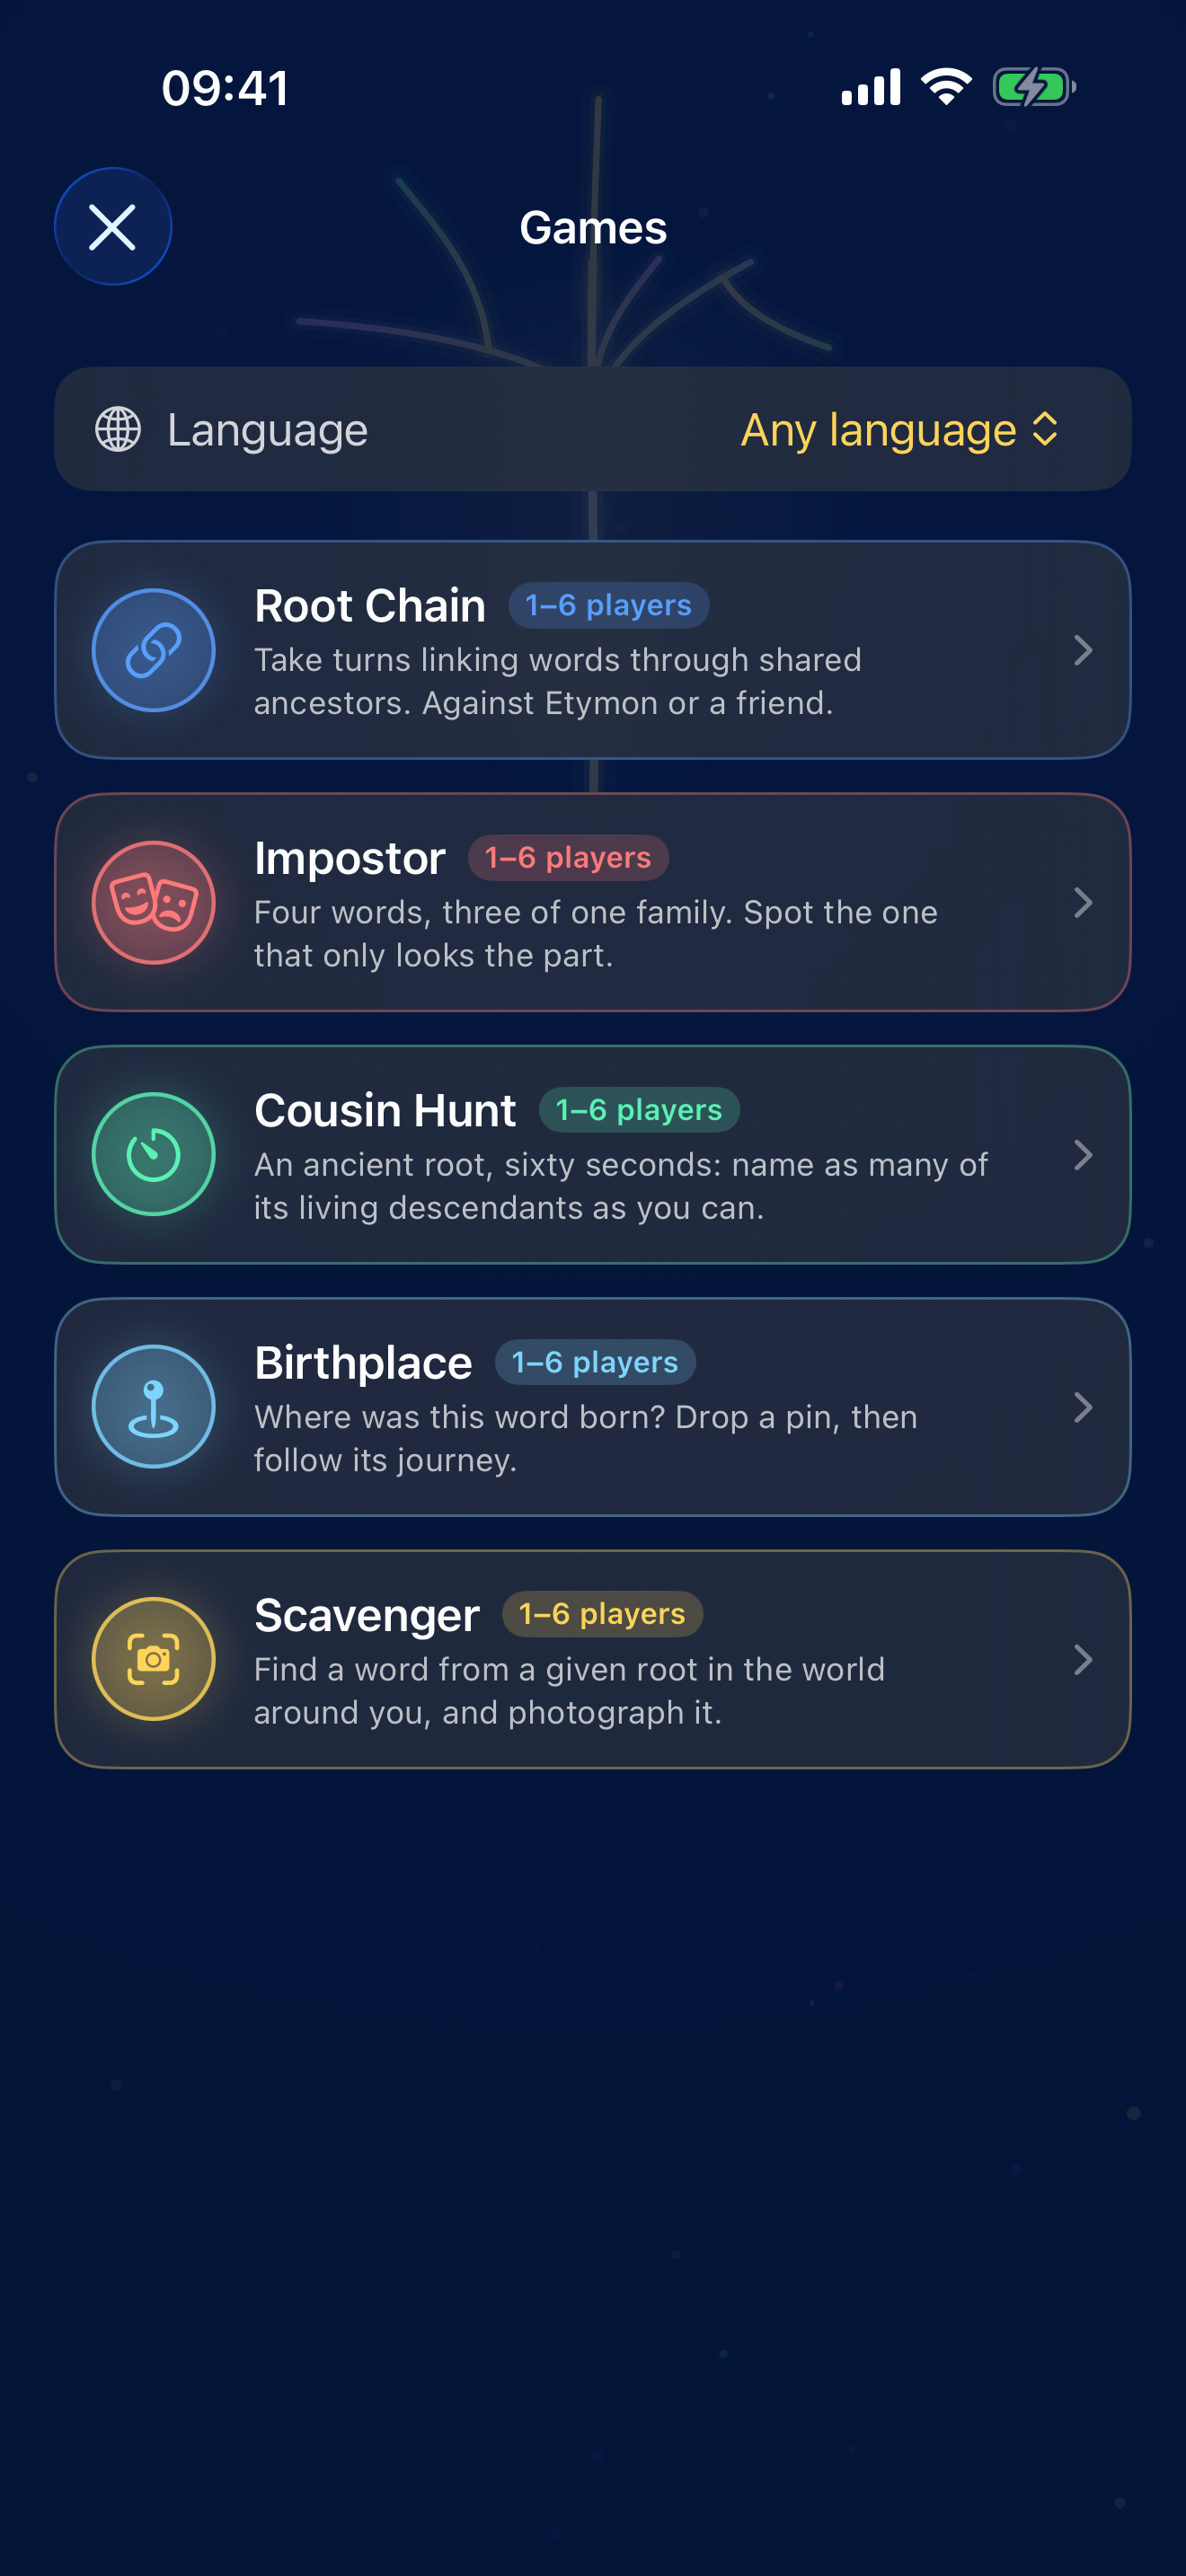 09:41
Games
Language
Any language
Root Chain
1–6 players
Take turns linking words through shared
ancestors. Against Etymon or a friend.
Impostor
1–6 players
Four words, three of one family. Spot the one
that only looks the part.
Cousin Hunt
1–6 players
An ancient root, sixty seconds: name as many of
its living descendants as you can.
Birthplace
1–6 players
Where was this word born? Drop a pin, then
follow its journey.
Scavenger
1–6 players
Find a word from a given root in the world
around you, and photograph it.